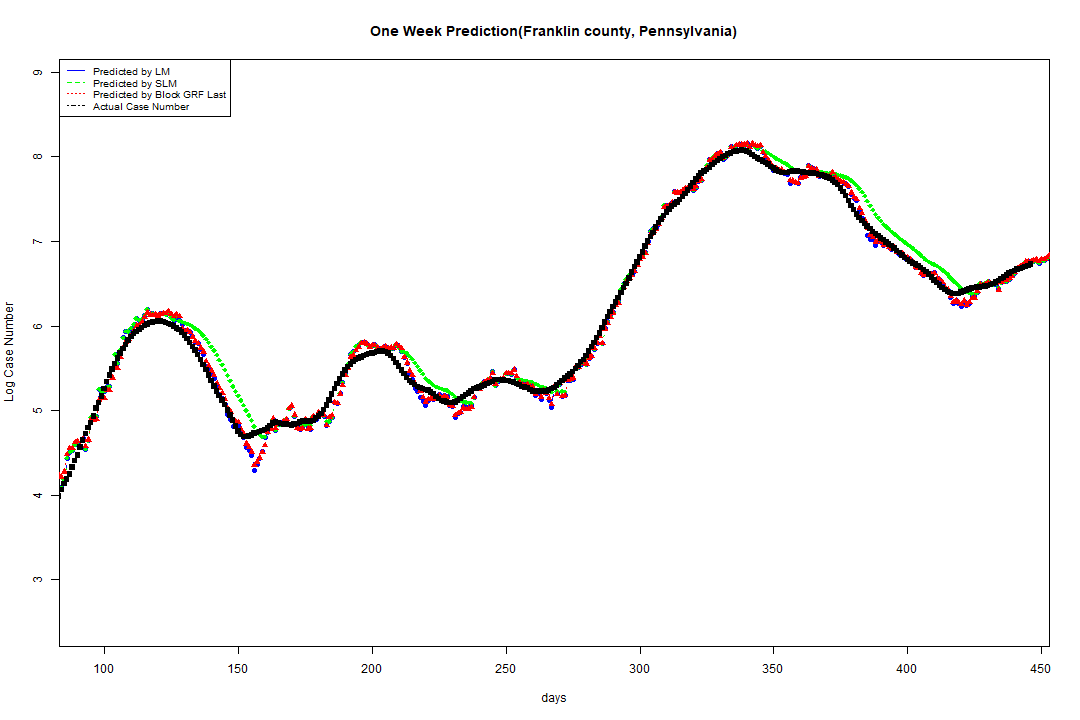 One Week Prediction(Franklin county, Pennsylvania)
Predicted by LM
Predicted by SLM
Predicted by Block GRF Last
Actual Case Number
9
8
7
6
5
4
3
Log Case Number
100 150 200 250 300 350 400 450
days